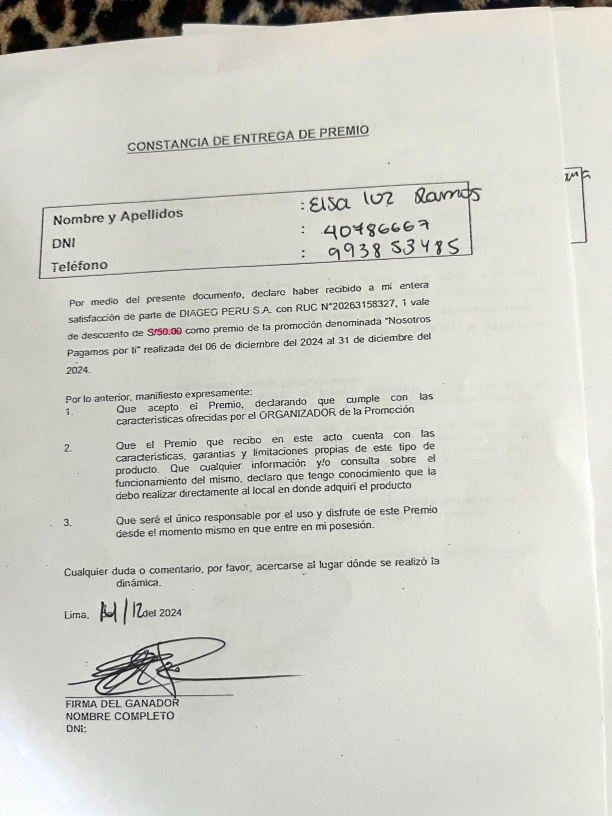 CONSTANCIA DE ENTREGA DE PREMIO
Nombre y Apellidos : Elsa luz Ramos
DNI : 40786667
Teléfono : 993853485
Por medio del presente documento, declaro haber recibido a mi entera
satisfacción de parte de DIAGEO PERU S.A. con RUC N°20263158327, 1 vale
de descuento de S/50.00 como premio de la promoción denominada "Nosotros
Pagamos por ti" realizada del 06 de diciembre del 2024 al 31 de diciembre del
2024.
Por lo anterior, manifiesto expresamente:
1. Que acepto el Premio, declarando que cumple con las
características ofrecidas por el ORGANIZADOR de la Promoción
2. Que el Premio que recibo en este acto cuenta con las
características, garantias y limitaciones propias de este tipo de
producto. Que cualquier información y/o consulta sobre el
funcionamiento del mismo, declaro que tengo conocimiento que la
debo realizar directamente al local en donde adquirí el producto
3. Que seré el único responsable por el uso y disfrute de este Premio
desde el momento mismo en que entre en mi posesión.
Cualquier duda o comentario, por favor, acercarse al lugar dónde se realizó la
dinámica.
Lima, /12 del 2024
FIRMA DEL GANADOR
NOMBRE COMPLETO
DNI: